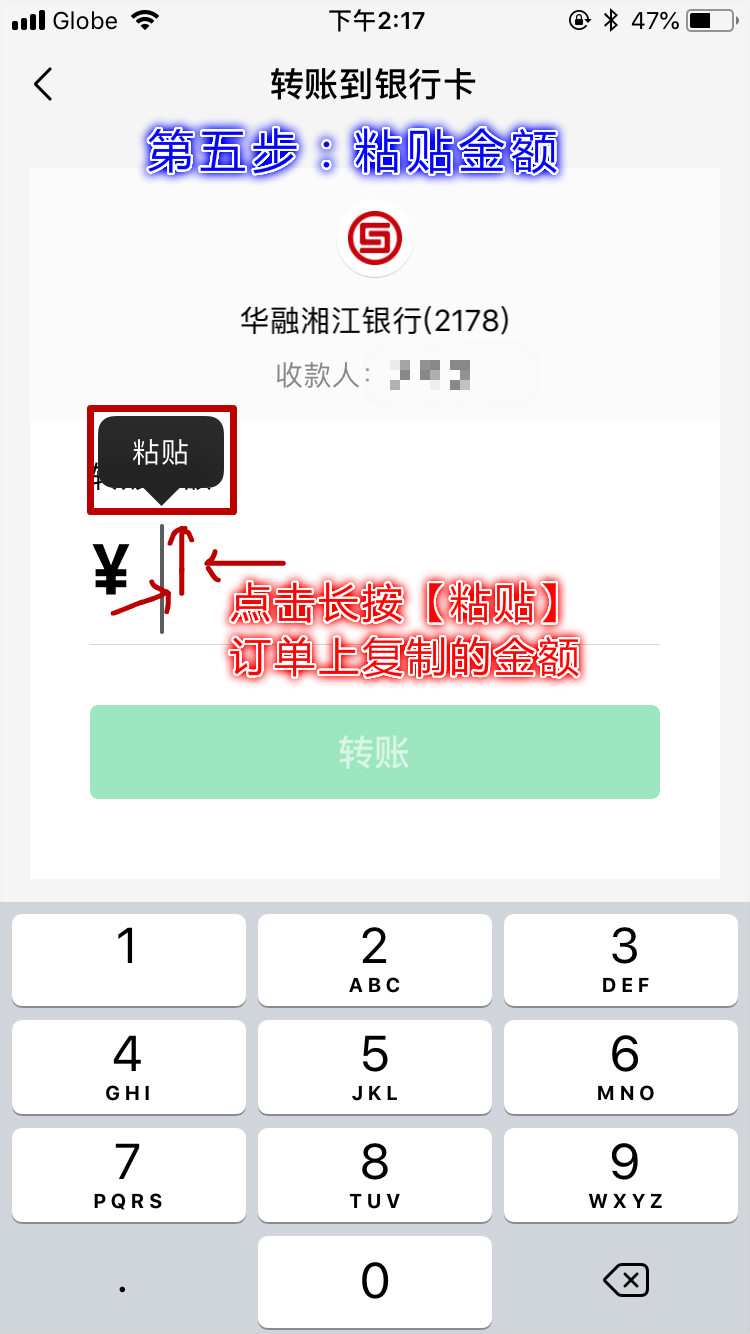 Globe 下午2:17 47%
转账到银行卡
第五步：粘贴金额
华融湘江银行(2178)
收款人：
粘贴
¥
点击长按【粘贴】
订单上复制的金额
转账
1
2
ABC
3
DEF
4
GHI
5
JKL
6
MNO
7
PQRS
8
TUV
9
WXYZ
.
0